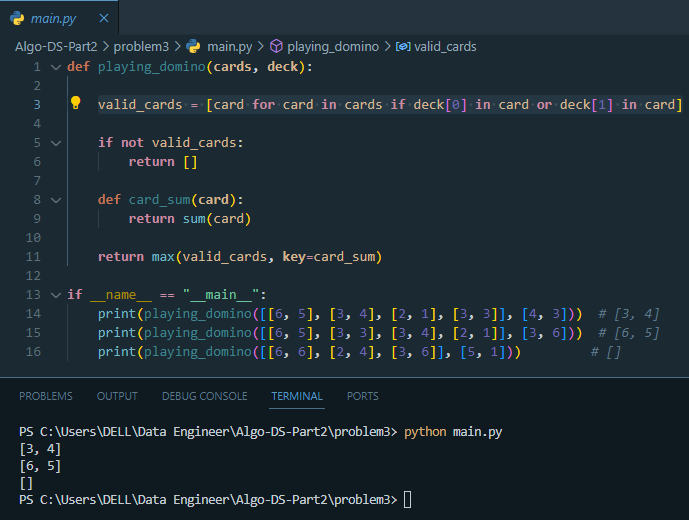 main.py ×
Algo-DS-Part2 > problem3 > main.py > playing_domino > valid_cards
1 def playing_domino(cards, deck):
2
3 valid_cards = [card for card in cards if deck[0] in card or deck[1] in card]
4
5 if not valid_cards:
6 return []
7
8 def card_sum(card):
9 return sum(card)
10
11 return max(valid_cards, key=card_sum)
12
13 if __name__ == "__main__":
14 print(playing_domino([[6, 5], [3, 4], [2, 1], [3, 3]], [4, 3])) # [3, 4]
15 print(playing_domino([[6, 5], [3, 3], [3, 4], [2, 1]], [3, 6])) # [6, 5]
16 print(playing_domino([[6, 6], [2, 4], [3, 6]], [5, 1])) # []
PROBLEMS OUTPUT DEBUG CONSOLE TERMINAL PORTS
PS C:\Users\DELL\Data Engineer\Algo-DS-Part2\problem3> python main.py
[3, 4]
[6, 5]
[]
PS C:\Users\DELL\Data Engineer\Algo-DS-Part2\problem3>